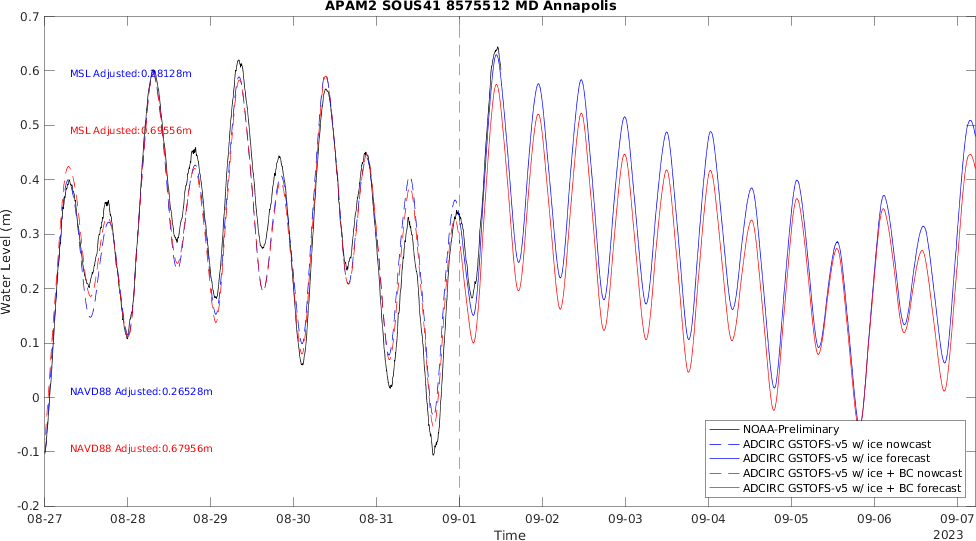 APAM2 SOUS41 8575512 MD Annapolis
0.7
0.6
0.5
0.4
0.3
0.2
0.1
0
-0.1
-0.2
Water Level (m)
MSL Adjusted:0.28128m
MSL Adjusted:0.69556m
NAVD88 Adjusted:0.26528m
NAVD88 Adjusted:0.67956m
NOAA-Preliminary
ADCIRC GSTOFS-v5 w/ ice nowcast
ADCIRC GSTOFS-v5 w/ ice forecast
ADCIRC GSTOFS-v5 w/ ice + BC nowcast
ADCIRC GSTOFS-v5 w/ ice + BC forecast
08-27 08-28 08-29 08-30 08-31 09-01 09-02 09-03 09-04 09-05 09-06 09-07
Time
2023